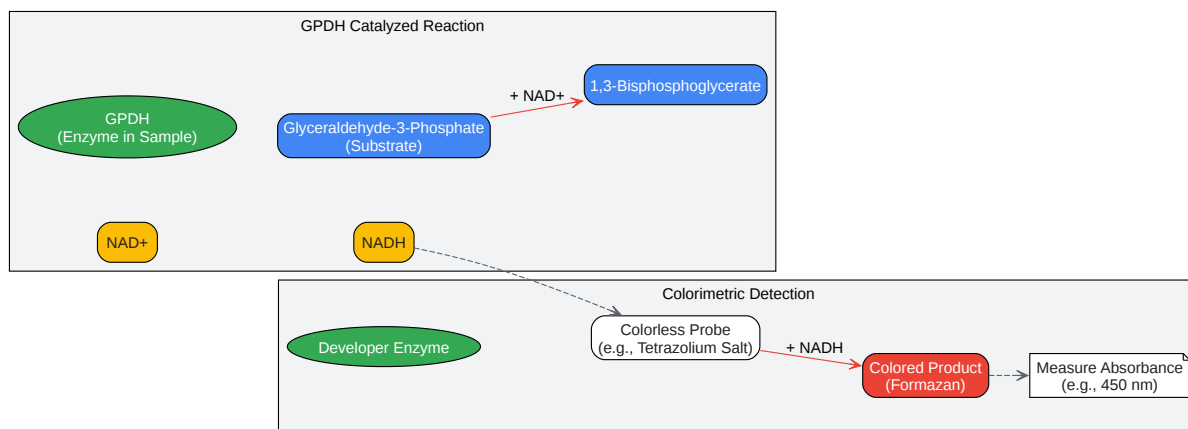 GPDH Catalyzed Reaction
1,3-Bisphosphoglycerate
+ NAD+
GPDH
(Enzyme in Sample)
Glyceraldehyde-3-Phosphate
(Substrate)
NAD+
NADH
Colorimetric Detection
Developer Enzyme
Colorless Probe
(e.g., Tetrazolium Salt)
+ NADH
Colored Product
(Formazan)
Measure Absorbance
(e.g., 450 nm)